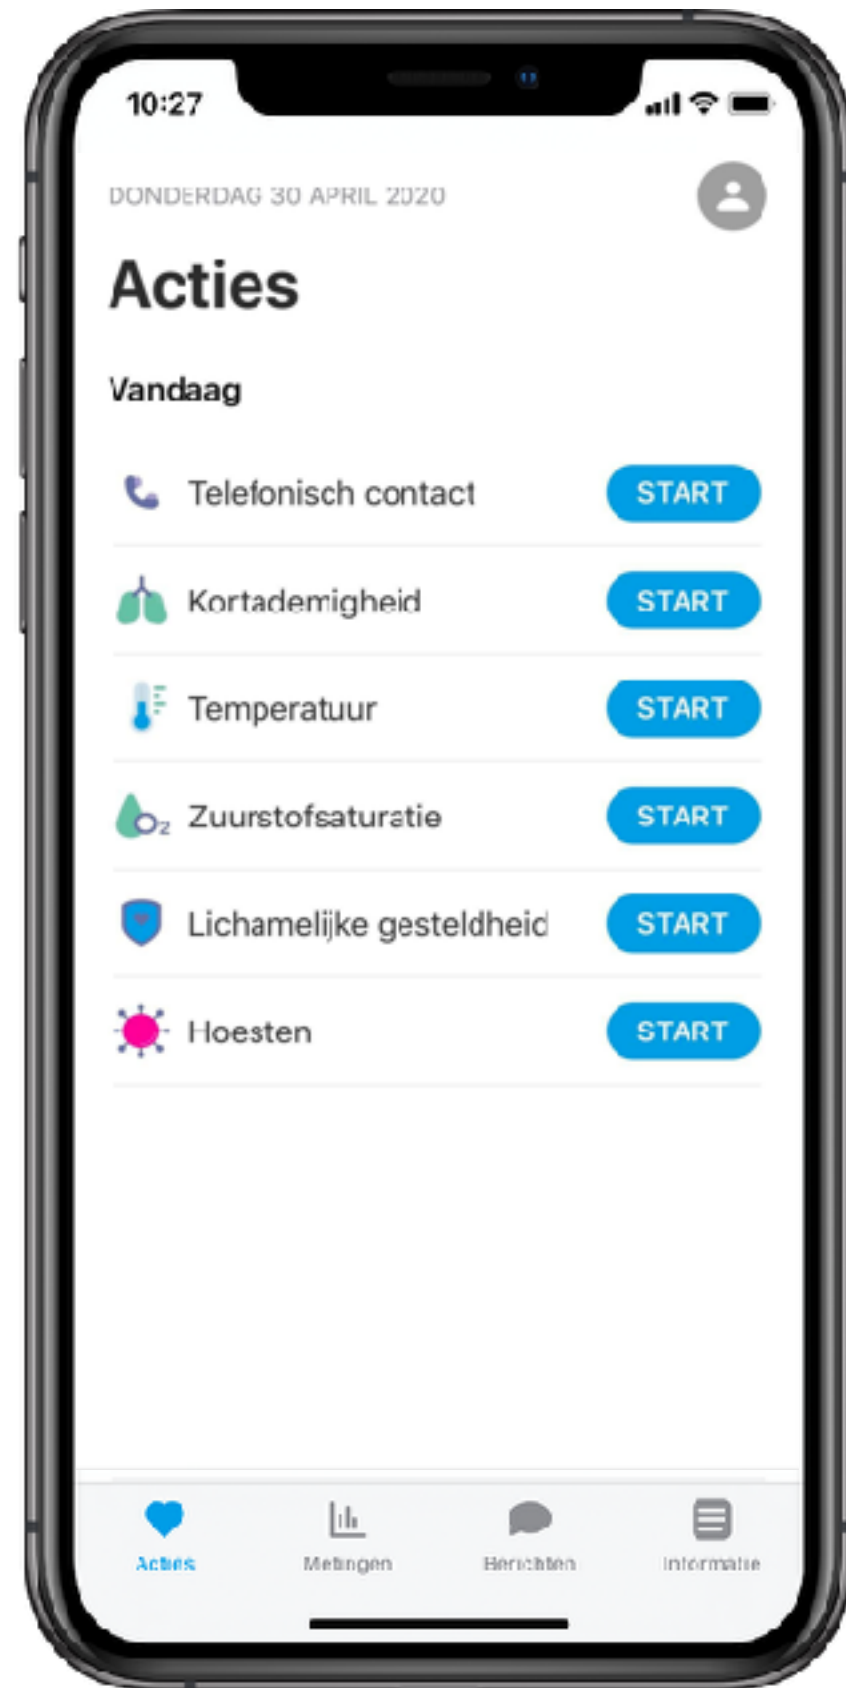 10:27
DONDERDAG 30 APRIL 2020
Acties
Vandaag
Telefonisch contact START
Kortademigheid START
Temperatuur START
O2 Zuurstofsaturatie START
Lichamelijke gesteldheid START
Hoesten START
Acties Metingen Berichten Informatie